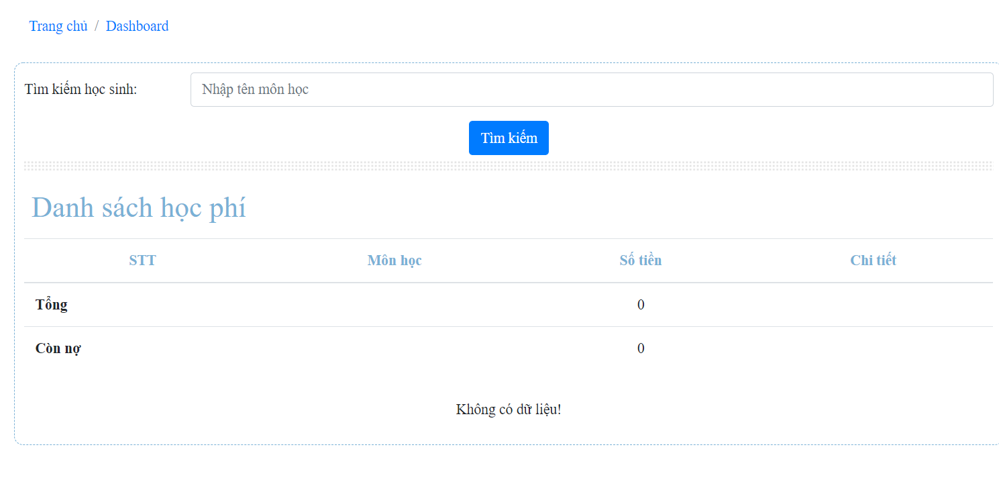 Trang chủ / Dashboard
Tìm kiếm học sinh: Nhập tên môn học
Tìm kiếm
Danh sách học phí
STT Môn học Số tiền Chi tiết
Tổng 0
Còn nợ 0
Không có dữ liệu!